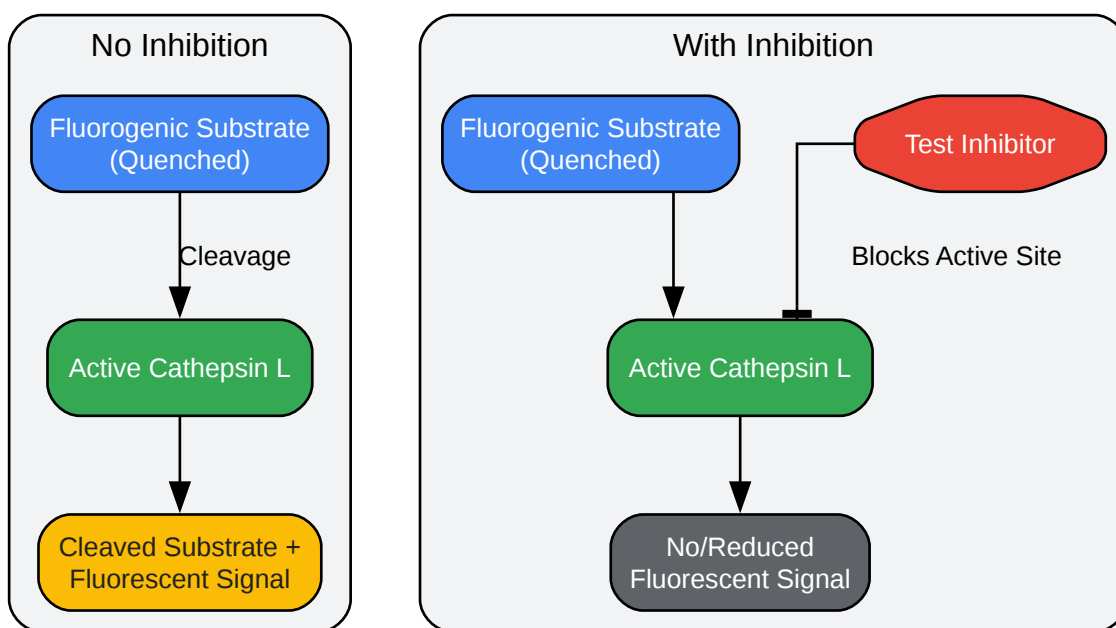 No Inhibition
Fluorogenic Substrate
(Quenched)
Cleavage
Active Cathepsin L
Cleaved Substrate +
Fluorescent Signal
With Inhibition
Fluorogenic Substrate
(Quenched)
Test Inhibitor
Blocks Active Site
Active Cathepsin L
No/Reduced
Fluorescent Signal